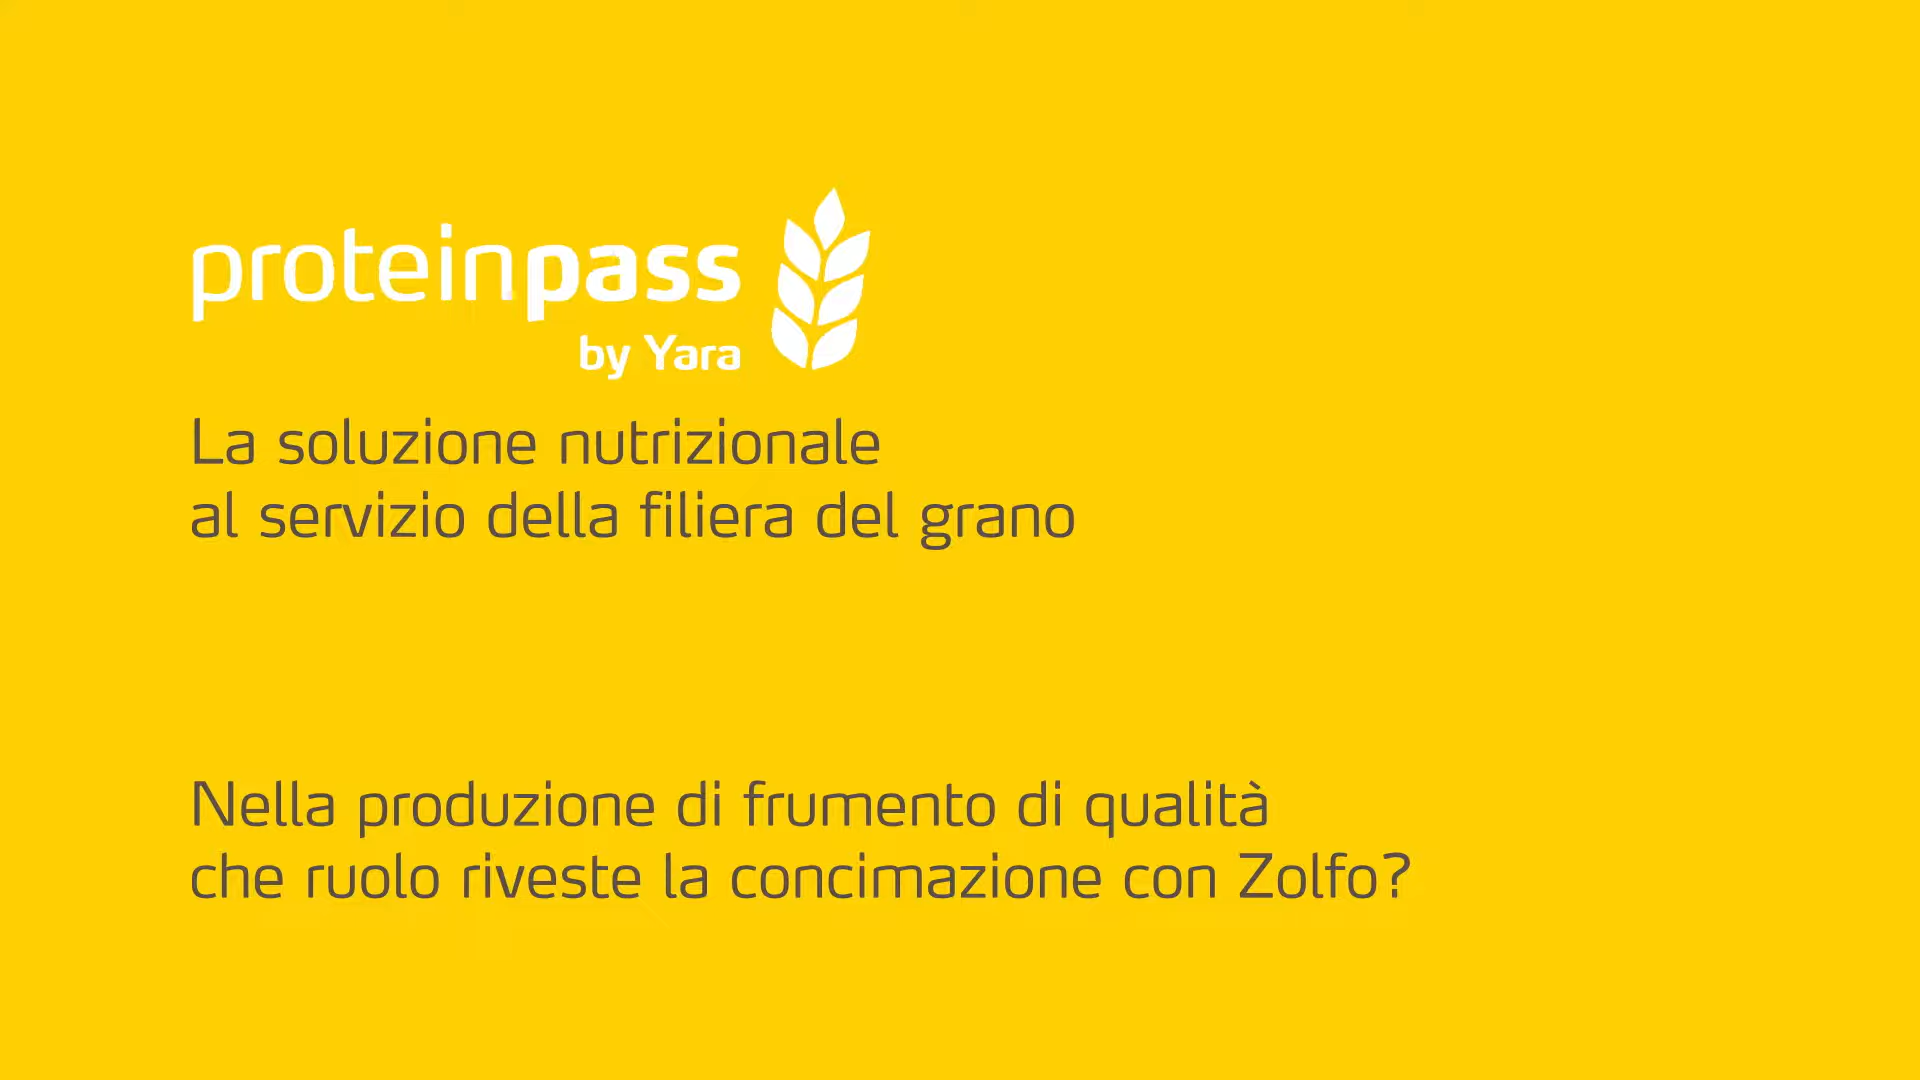 proteinpass
by Yara
La soluzione nutrizionale
al servizio della filiera del grano
Nella produzione di frumento di qualità
che ruolo riveste la concimazione con Zolfo?